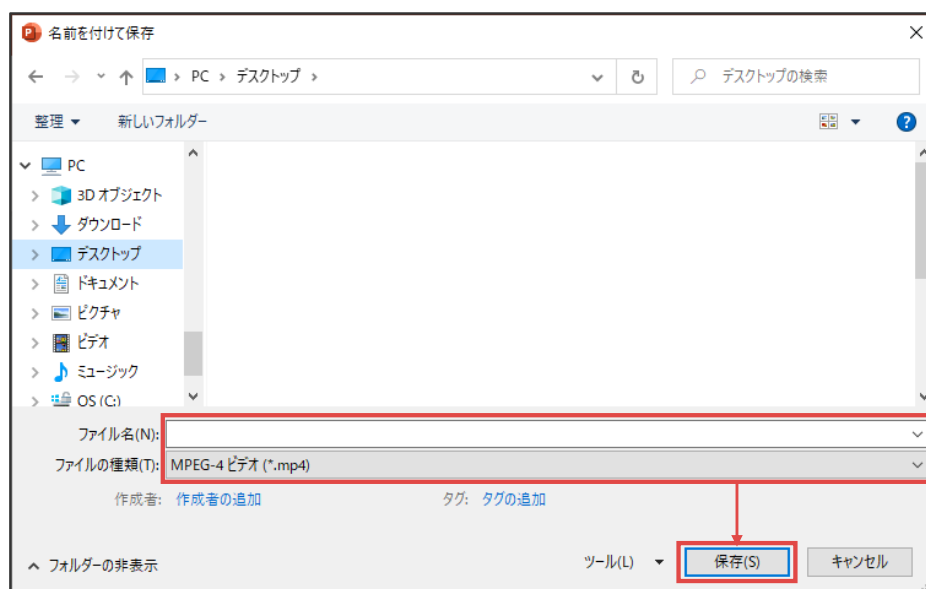 名前を付けて保存
PC › デスクトップ ›
デスクトップの検索
整理
新しいフォルダー
PC
3D オブジェクト
ダウンロード
デスクトップ
ドキュメント
ピクチャ
ビデオ
ミュージック
OS (C:)
ファイル名(N):
ファイルの種類(T): MPEG-4 ビデオ (*.mp4)
作成者: 作成者の追加 タグ: タグの追加
フォルダーの非表示
ツール(L) 保存(S) キャンセル